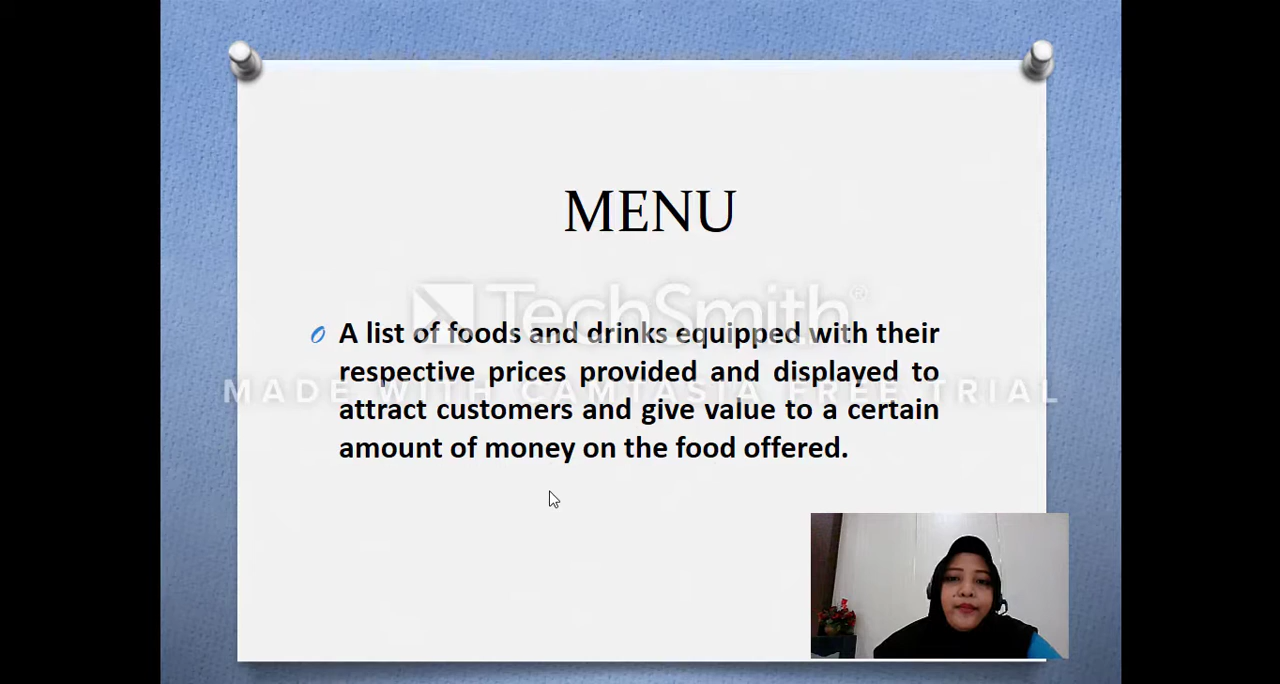 MENU
TechSmith®
A list of foods and drinks equipped with their
respective prices provided and displayed to
MADE WITH CAMTASIA FREE TRIAL
attract customers and give value to a certain
amount of money on the food offered.